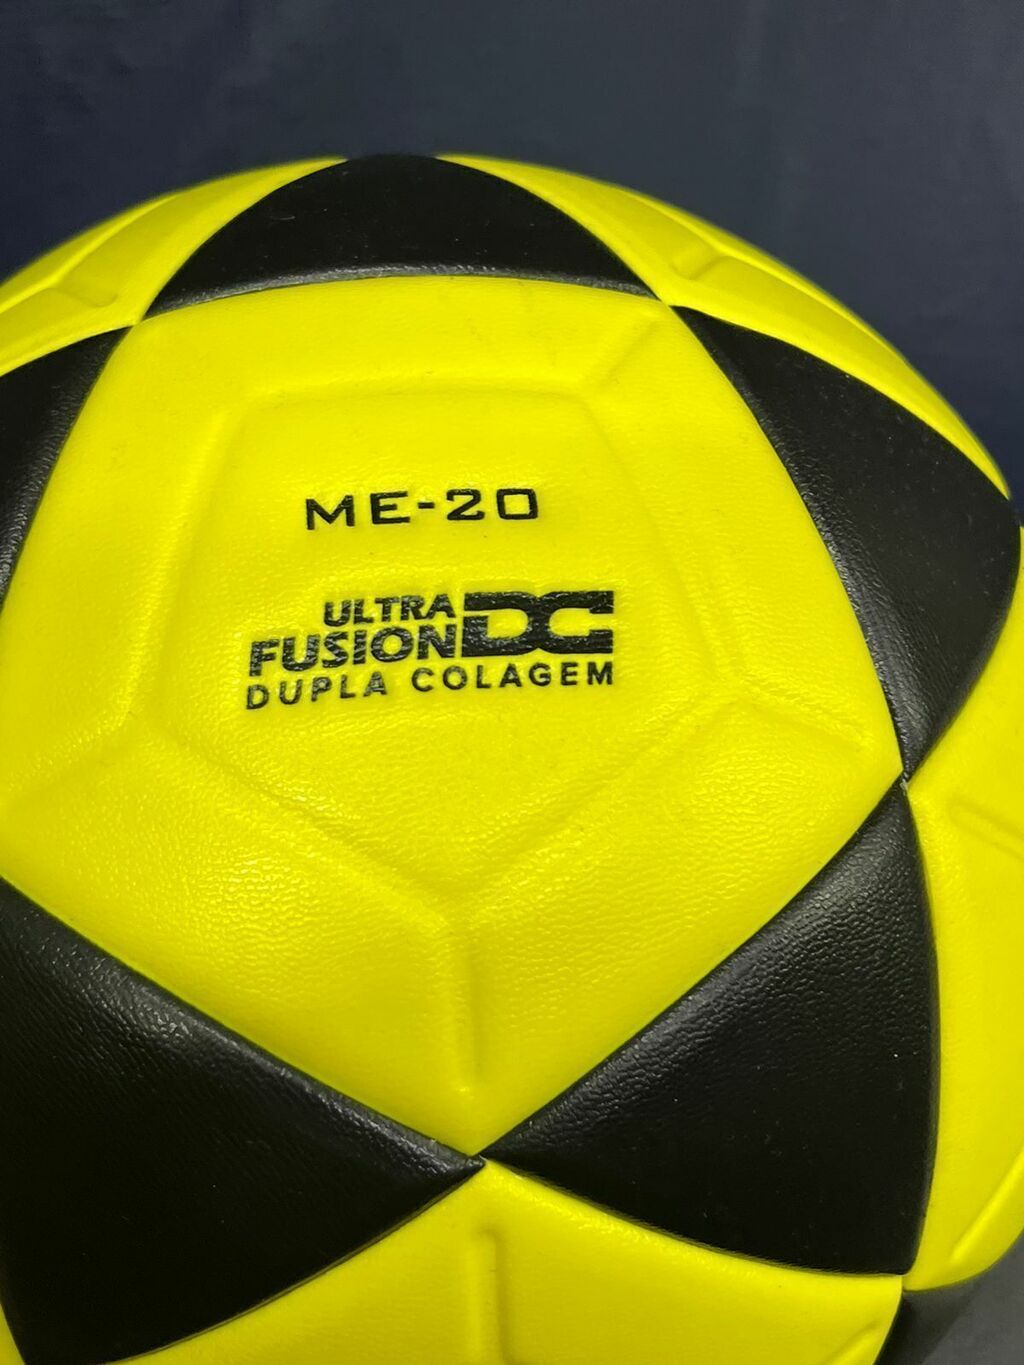 ME-20
ULTRA
FUSION DC
DUPLA COLAGEM